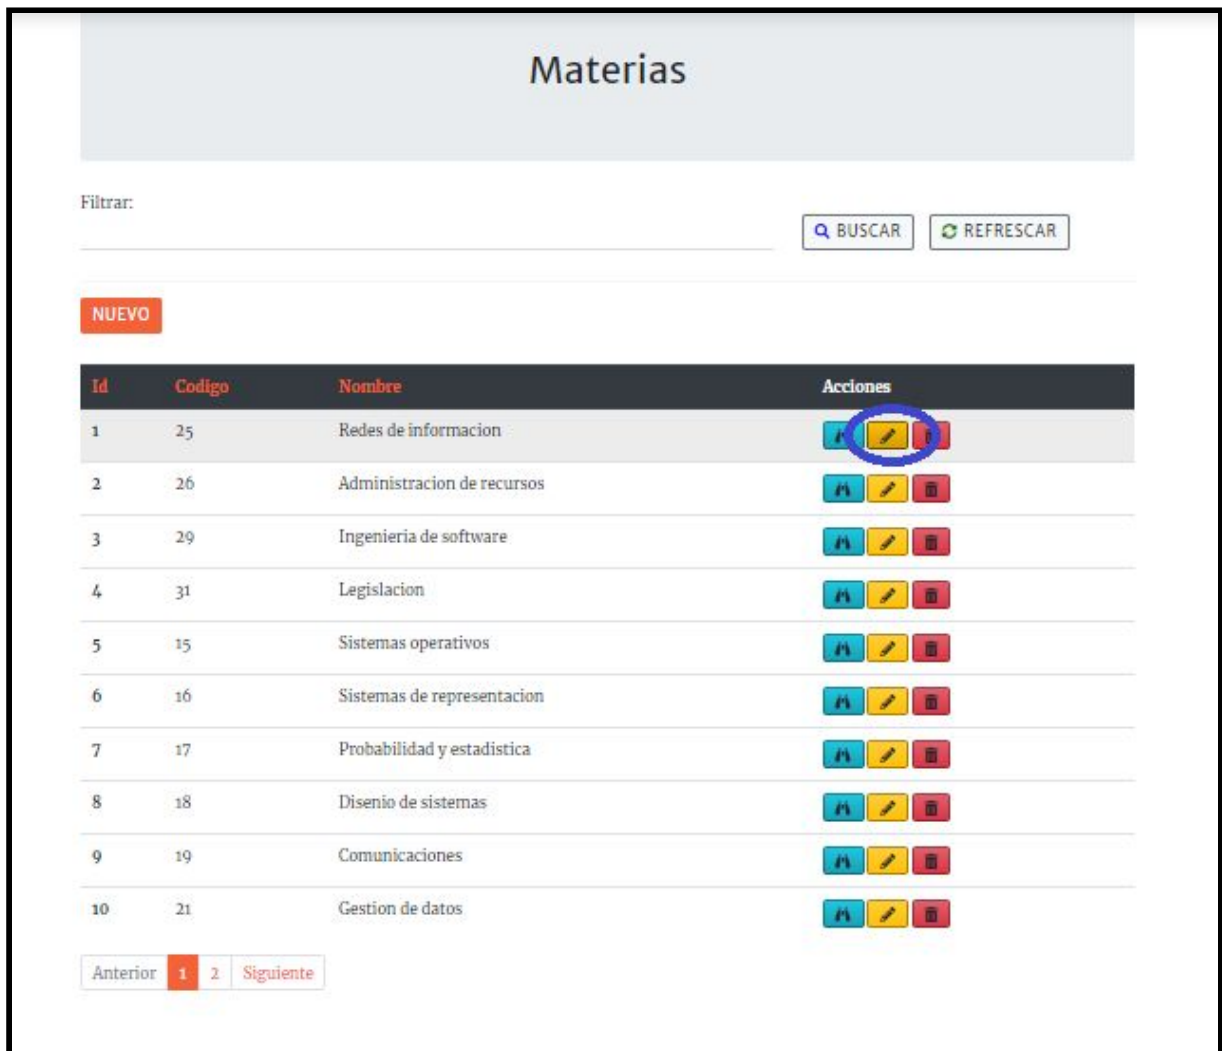 Materias
Filtrar:
BUSCAR REFRESCAR
NUEVO
Id Codigo Nombre Acciones
1 25 Redes de informacion
2 26 Administracion de recursos
3 29 Ingenieria de software
4 31 Legislacion
5 15 Sistemas operativos
6 16 Sistemas de representacion
7 17 Probabilidad y estadistica
8 18 Disenio de sistemas
9 19 Comunicaciones
10 21 Gestion de datos
Anterior 1 2 Siguiente